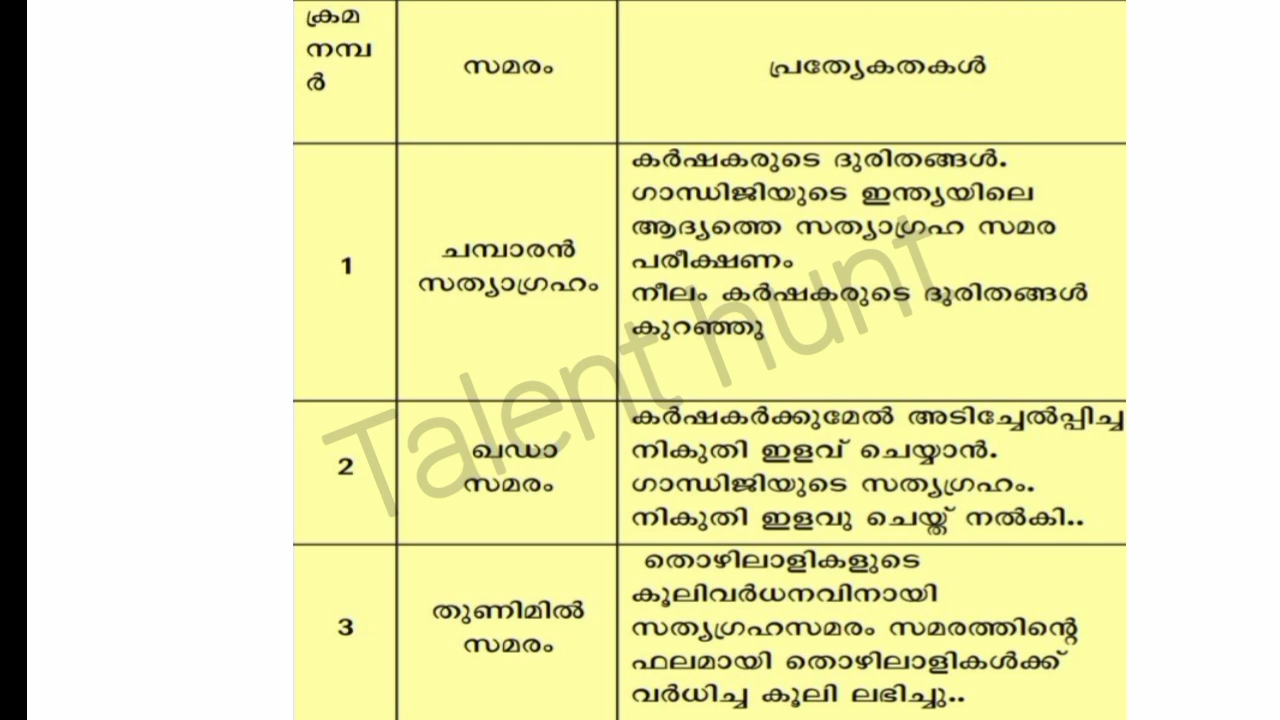 ക്രമ
നമ്പ
ർ
സമരം
പ്രത്യേകതകൾ
1
ചമ്പാരൻ
സത്യാഗ്രഹം
കർഷകരുടെ ദുരിതങ്ങൾ.
ഗാന്ധിജിയുടെ ഇന്ത്യയിലെ
ആദ്യത്തെ സത്യാഗ്രഹ സമര
പരീക്ഷണം
നീലം കർഷകരുടെ ദുരിതങ്ങൾ
കുറഞ്ഞു
2
ഖഡാ
സമരം
കർഷകർക്കുമേൽ അടിച്ചേൽപ്പിച്ച
നികുതി ഇളവ് ചെയ്യാൻ.
ഗാന്ധിജിയുടെ സത്യഗ്രഹം.
നികുതി ഇളവു ചെയ്ത് നൽകി..
3
തുണിമിൽ
സമരം
തൊഴിലാളികളുടെ
കൂലിവർധനവിനായി
സത്യഗ്രഹസമരം സമരത്തിന്റെ
ഫലമായി തൊഴിലാളികൾക്ക്
വർധിച്ച കൂലി ലഭിച്ചു..
Talent hunt